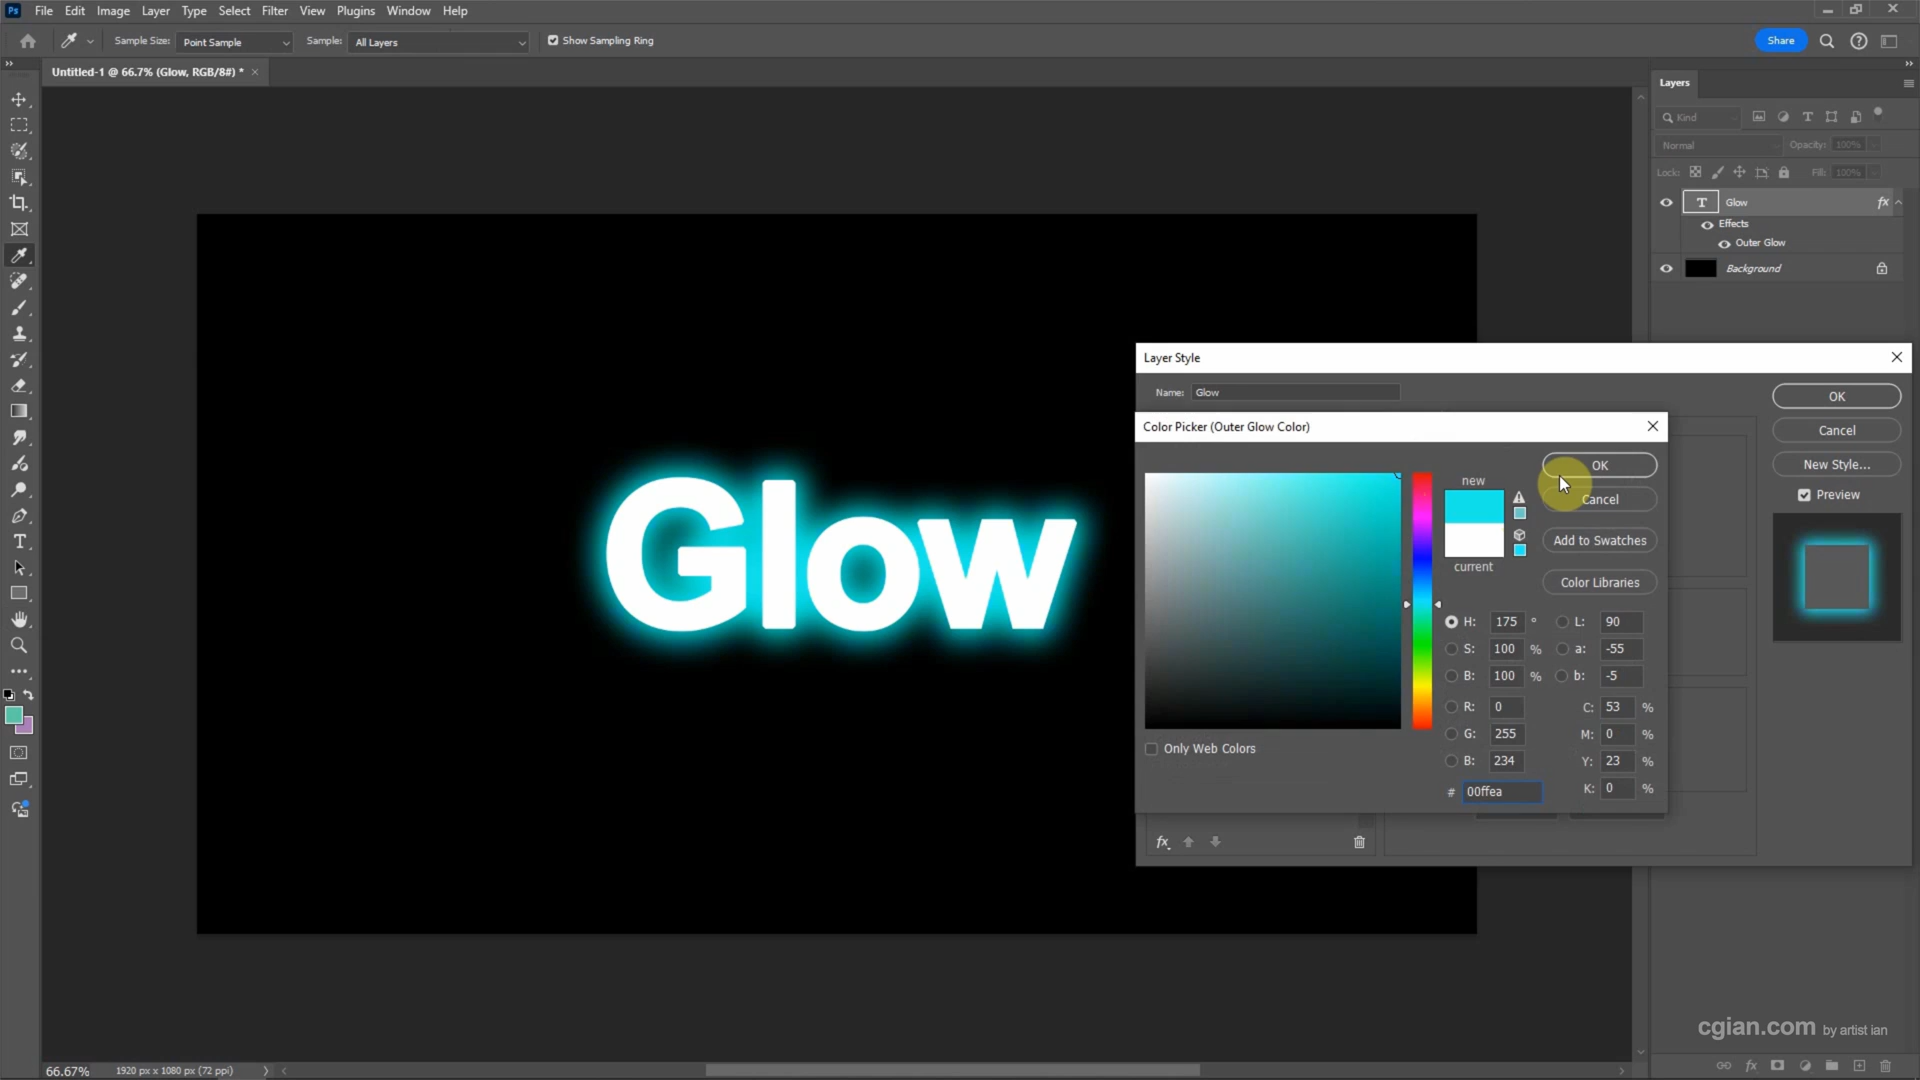 Ps File Edit Image Layer Type Select Filter View Plugins Window Help
Sample Size: Point Sample Sample: All Layers Show Sampling Ring Share
Untitled-1 @ 66.7% (Glow, RGB/8#) * ×
Layers
Kind
Normal Opacity: 100%
Lock: Fill: 100%
T Glow fx
Effects
Outer Glow
Background
Glow
Layer Style
Name: Glow
OK
Cancel
New Style...
Preview
Color Picker (Outer Glow Color)
new
current
OK
Cancel
Add to Swatches
Color Libraries
H: 175 ° L: 90
S: 100 % a: -55
B: 100 % b: -5
R: 0 C: 53 %
G: 255 M: 0 %
B: 234 Y: 23 %
# 00ffea K: 0 %
Only Web Colors
fx
cgian.com by artist ian
66.67% 1920 px x 1080 px (72 ppi)
fx